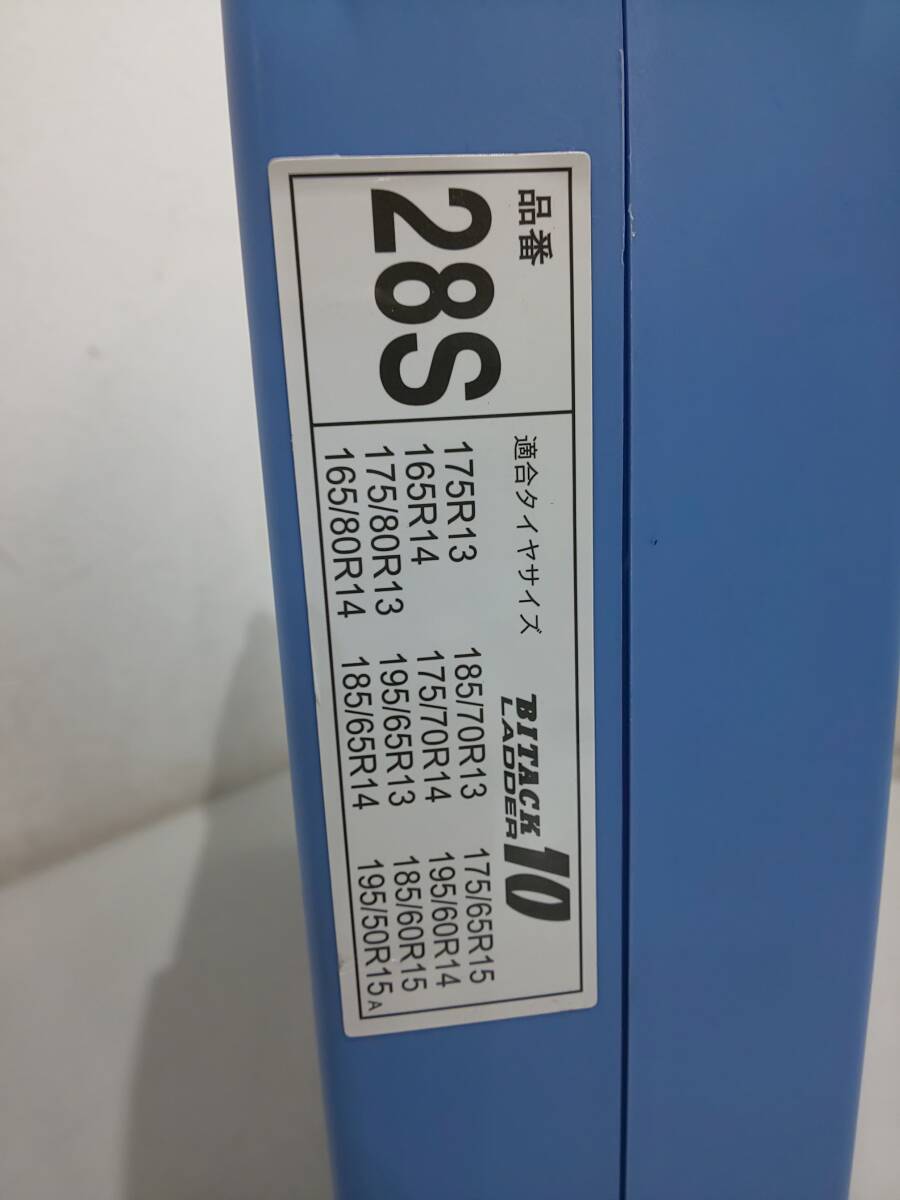 品番
28S
適合タイヤサイズ
BITACK
LADDER 10
175R13 185/70R13 175/65R15
165R14 175/70R14 195/60R14
175/80R13 195/65R13 185/60R15
165/80R14 185/65R14 195/50R15 A